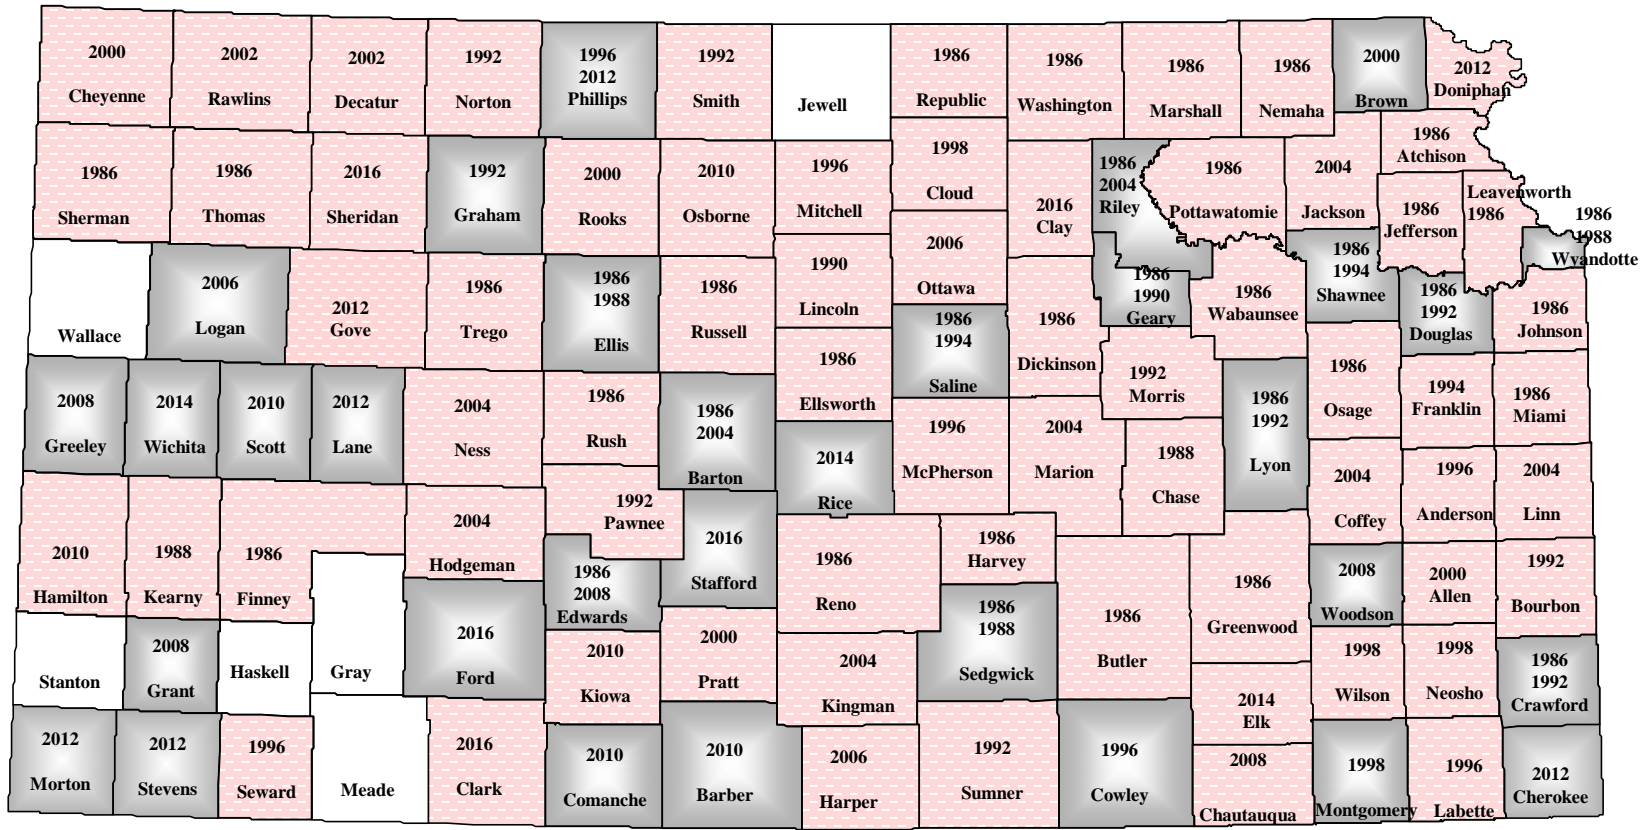 2000
Cheyenne
2002
Rawlins
2002
Decatur
1992
Norton
1996
2012
Phillips
1992
Smith
Jewell
1986
Republic
1986
Washington
1986
Marshall
1986
Nemaha
2000
Brown
2012
Doniphan
1986
Sherman
1986
Thomas
2016
Sheridan
1992
Graham
2000
Rooks
2010
Osborne
1996
Mitchell
1998
Cloud
2016
Clay
1986
2004
Riley
1986
Pottawatomie
2004
Jackson
1986
Atchison
1986
Jefferson
Leavenworth
1986
1986
1988
Wyandotte
Wallace
2006
Logan
2012
Gove
1986
Trego
1986
1988
Ellis
1986
Russell
1990
Lincoln
2006
Ottawa
1986
1994
Saline
1986
Dickinson
1986
1990
Geary
1986
Wabaunsee
1986
1994
Shawnee
1986
1992
Douglas
1986
Johnson
2008
Greeley
2014
Wichita
2010
Scott
2012
Lane
2004
Ness
1986
Rush
1986
2004
Barton
1986
Ellsworth
2014
Rice
1996
McPherson
2004
Marion
1992
Morris
1988
Chase
1986
1992
Lyon
1986
Osage
1994
Franklin
1986
Miami
2010
Hamilton
1988
Kearny
1986
Finney
2004
Hodgeman
1992
Pawnee
1986
2008
Edwards
2016
Stafford
1986
Reno
1986
Harvey
1986
1988
Sedgwick
1986
Butler
1986
Greenwood
2004
Coffey
1996
Anderson
2004
Linn
2008
Woodson
2000
Allen
1992
Bourbon
Stanton
2008
Grant
Haskell
Gray
2016
Ford
2010
Kiowa
2000
Pratt
2004
Kingman
2014
Elk
1998
Wilson
1998
Neosho
1986
1992
Crawford
2012
Morton
2012
Stevens
1996
Seward
Meade
2016
Clark
2010
Comanche
2010
Barber
2006
Harper
1992
Sumner
1996
Cowley
2008
Chautauqua
1998
Montgomery
1996
Labette
2012
Cherokee